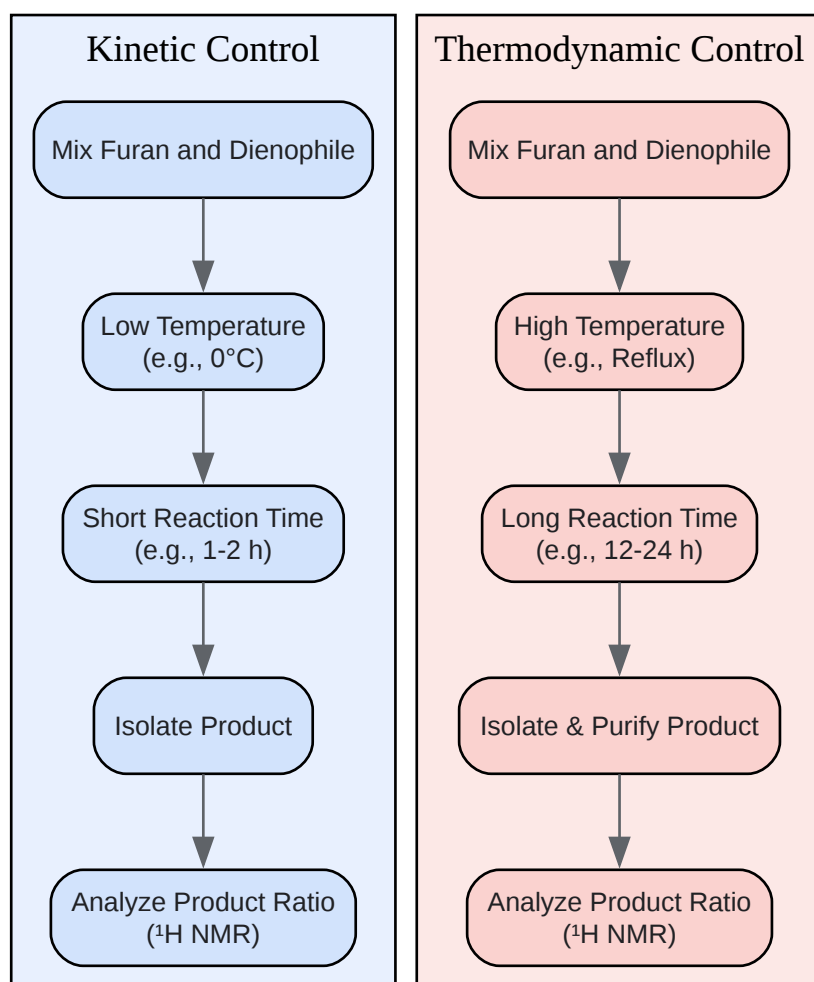 Kinetic Control
Mix Furan and Dienophile
Low Temperature
(e.g., 0°C)
Short Reaction Time
(e.g., 1-2 h)
Isolate Product
Analyze Product Ratio
(¹H NMR)
Thermodynamic Control
Mix Furan and Dienophile
High Temperature
(e.g., Reflux)
Long Reaction Time
(e.g., 12-24 h)
Isolate & Purify Product
Analyze Product Ratio
(¹H NMR)